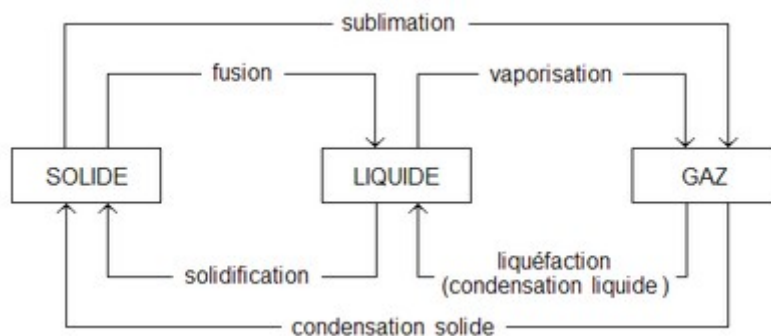 sublimation
fusion
vaporisation
SOLIDE
LIQUIDE
GAZ
solidification
liquéfaction
(condensation liquide)
condensation solide